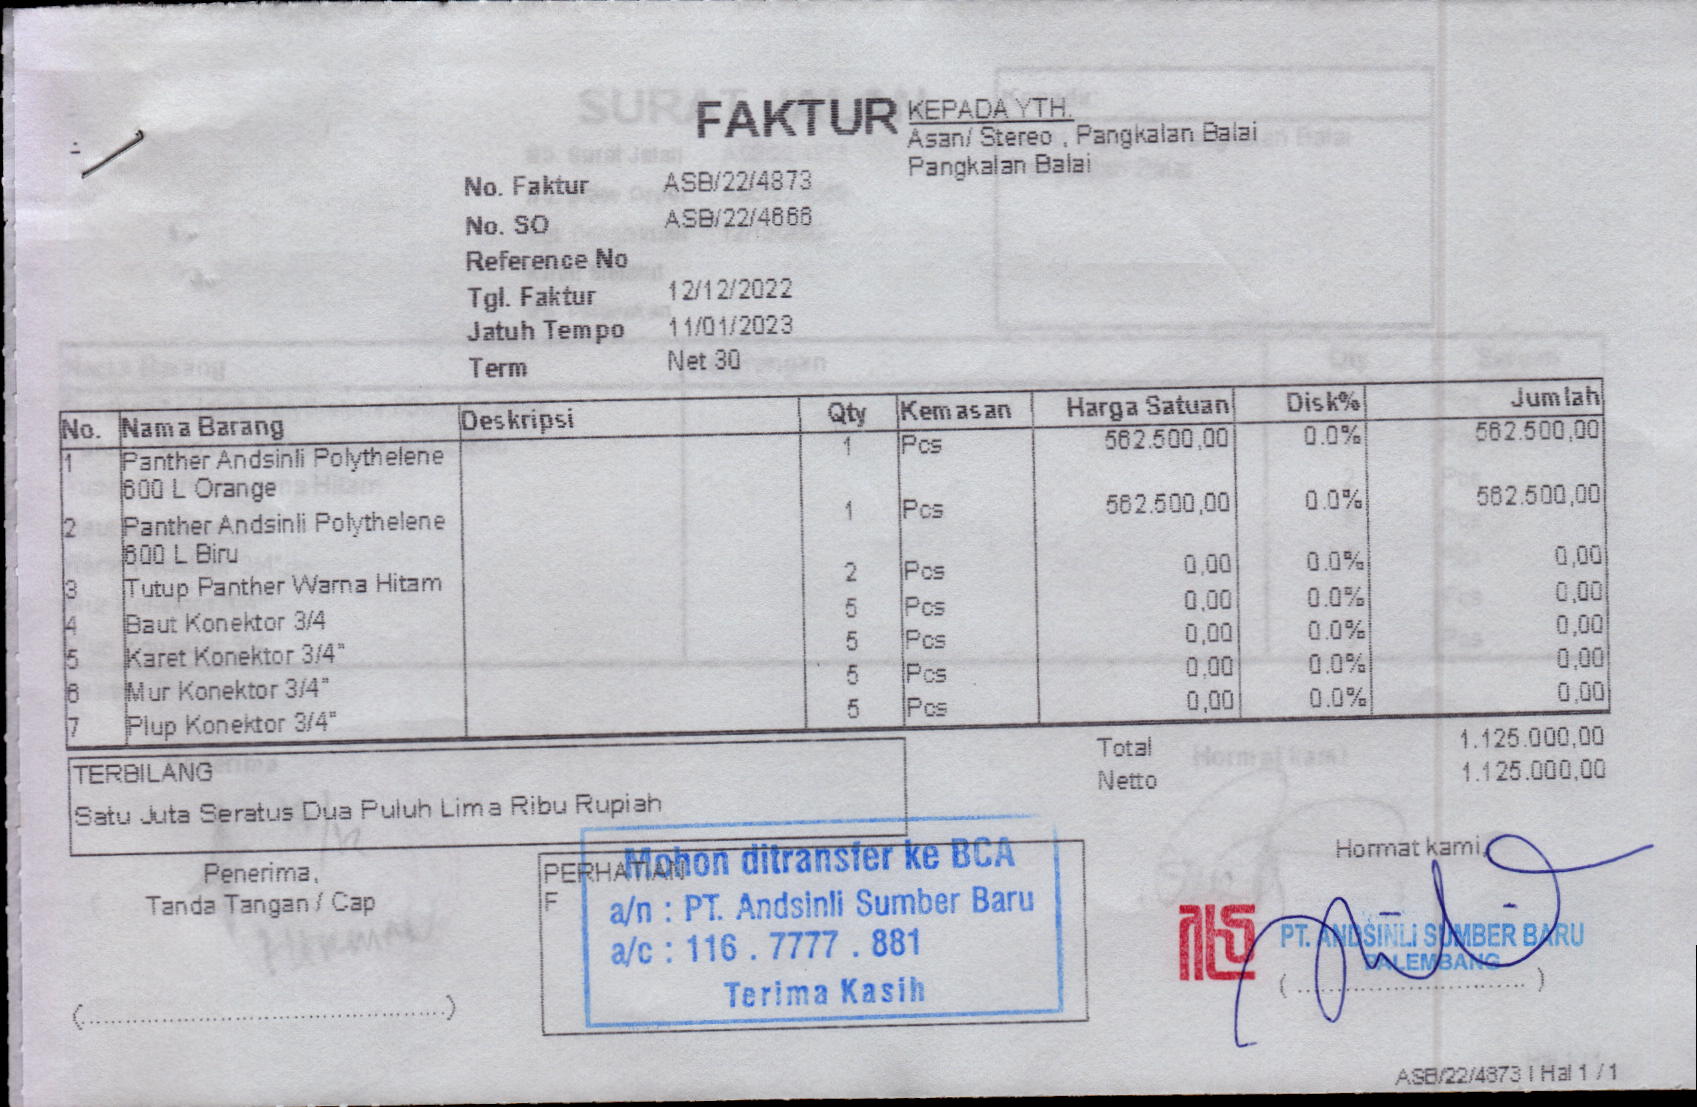 FAKTUR
KEPADA YTH.
Asan/ Stereo , Pangkalan Balai
Pangkalan Balai
No. Faktur ASB/22/4873
No. SO ASB/22/4666
Reference No
Tgl. Faktur 12/12/2022
Jatuh Tempo 11/01/2023
Term Net 30
No. Nama Barang Deskripsi Qty Kemasan Harga Satuan Disk% Jumlah
1 Panther Andsinli Polythelene 1 Pcs 562.500,00 0.0% 562.500,00
600 L Orange
2 Panther Andsinli Polythelene 1 Pcs 562.500,00 0.0% 562.500,00
600 L Biru
3 Tutup Panther Warna Hitam 2 Pcs 0,00 0.0% 0,00
4 Baut Konektor 3/4 5 Pcs 0,00 0.0% 0,00
5 Karet Konektor 3/4" 5 Pcs 0,00 0.0% 0,00
6 Mur Konektor 3/4" 5 Pcs 0,00 0.0% 0,00
7 Plup Konektor 3/4" 5 Pcs 0,00 0.0% 0,00
Total 1.125.000,00
Netto 1.125.000,00
TERBILANG
Satu Juta Seratus Dua Puluh Lima Ribu Rupiah
Penerima,
Tanda Tangan / Cap
PERHATIAN
F
Mohon ditransfer ke BCA
a/n : PT. Andsinli Sumber Baru
a/c : 116 . 7777 . 881
Terima Kasih
Hormat kami,
PT. ANDSINLI SUMBER BARU
PALEMBANG
ASB/22/4873 | Hal 1 / 1